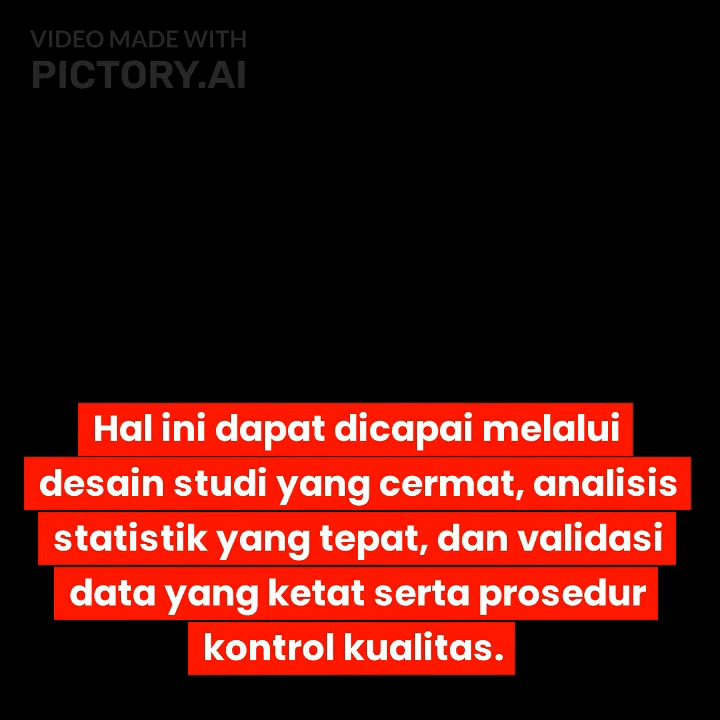 VIDEO MADE WITH
PICTORY.AI
Hal ini dapat dicapai melalui
desain studi yang cermat, analisis
statistik yang tepat, dan validasi
data yang ketat serta prosedur
kontrol kualitas.